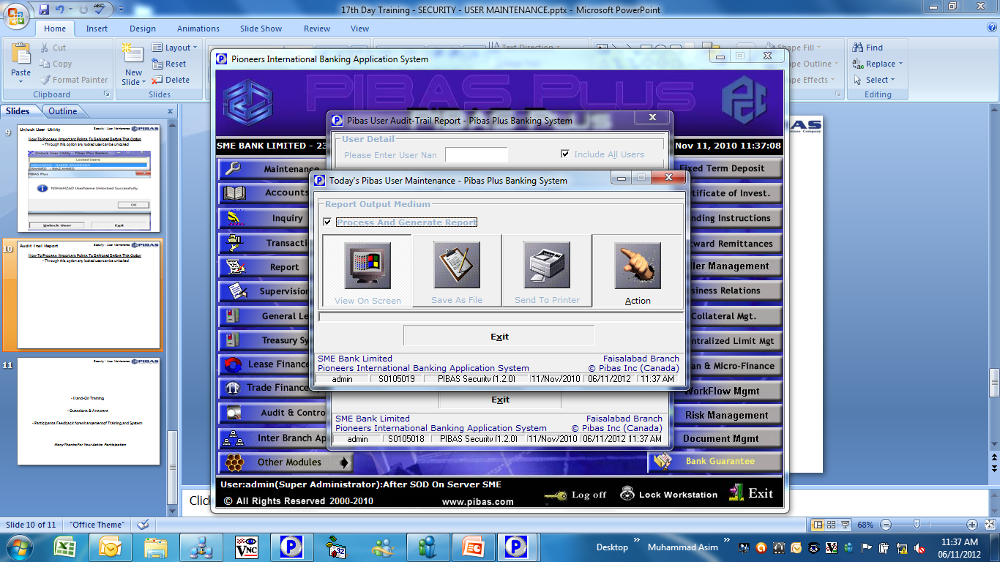 17th Day Training - SECURITY - USER MAINTENANCE.pptx - Microsoft PowerPoint
Home Insert Design Animations Slide Show Review View
Paste
Cut
Copy
Format Painter
Clipboard
New Slide
Layout
Reset
Delete
Slides
Text Direction
Shape Fill
Shape Outline
Shape Effects
Find
Replace
Select
Editing
Slides Outline
9
Unlock User Utility
Security / User Maintenance PIBAS
How To Process /Important Points To Be Noted Before This Option
- Through this option any locked user can be unlocked
Unlock User Utility - Pibas Plus Bankin...
Locked Users
NSHAHZAD - NAEEM SHAHZADA
RAHMED - RIAZ AHMED
PIBAS Plus
NSHAHZAD UserName Unlocked Successfully.
OK
Unlock User Exit
10
Audit Trail Report
Security / User Maintenance PIBAS
How To Process /Important Points To Be Noted Before This Option
- Through this option any locked user can be unlocked
11
Security / User Maintenance PIBAS
- Hand-On Training
- Questions & Answers
- Participants Feedback for enhancement of Training and System
Many Thanks For Your Active Participation
Pioneers International Banking Application System
PIBAS PLUS
SME BANK LIMITED - 23
Nov 11, 2010 11:37:08
Maintenance
Accounts
Inquiry
Transacti
Report
Supervision
General Le
Treasury Sy
Lease Finance
Trade Finance
Audit & Contro
Inter Branch Ap
Other Modules
Fixed Term Deposit
tificate of Invest.
nding Instructions
tward Remittances
ler Management
siness Relations
Collateral Mgt.
ntralized Limit Mgt
an & Micro-Finance
WorkFlow Mgmt
Risk Management
Document Mgmt
Bank Guarantee
Pibas User Audit-Trail Report - Pibas Plus Banking System
User Detail
Please Enter User Nan
Include All Users
Today's Pibas User Maintenance - Pibas Plus Banking System
Report Output Medium
Process And Generate Report
View On Screen
Save As File
Send To Printer
Action
Exit
SME Bank Limited Faisalabad Branch
Pioneers International Banking Application System © Pibas Inc (Canada)
admin S0105019 PIBAS Security (1.2.0) 11/Nov/2010 06/11/2012 11:37 AM
Exit
SME Bank Limited Faisalabad Branch
Pioneers International Banking Application System © Pibas Inc (Canada)
admin S0105018 PIBAS Security (1.2.0) 11/Nov/2010 06/11/2012 11:37 AM
User:admin(Super Administrator):After SOD On Server SME
© All Rights Reserved 2000-2010
www.pibas.com
Log off
Lock Workstation
Exit
Clic
Slide 10 of 11 "Office Theme" 68%
Desktop » Muhammad Asim »
11:37 AM
06/11/2012